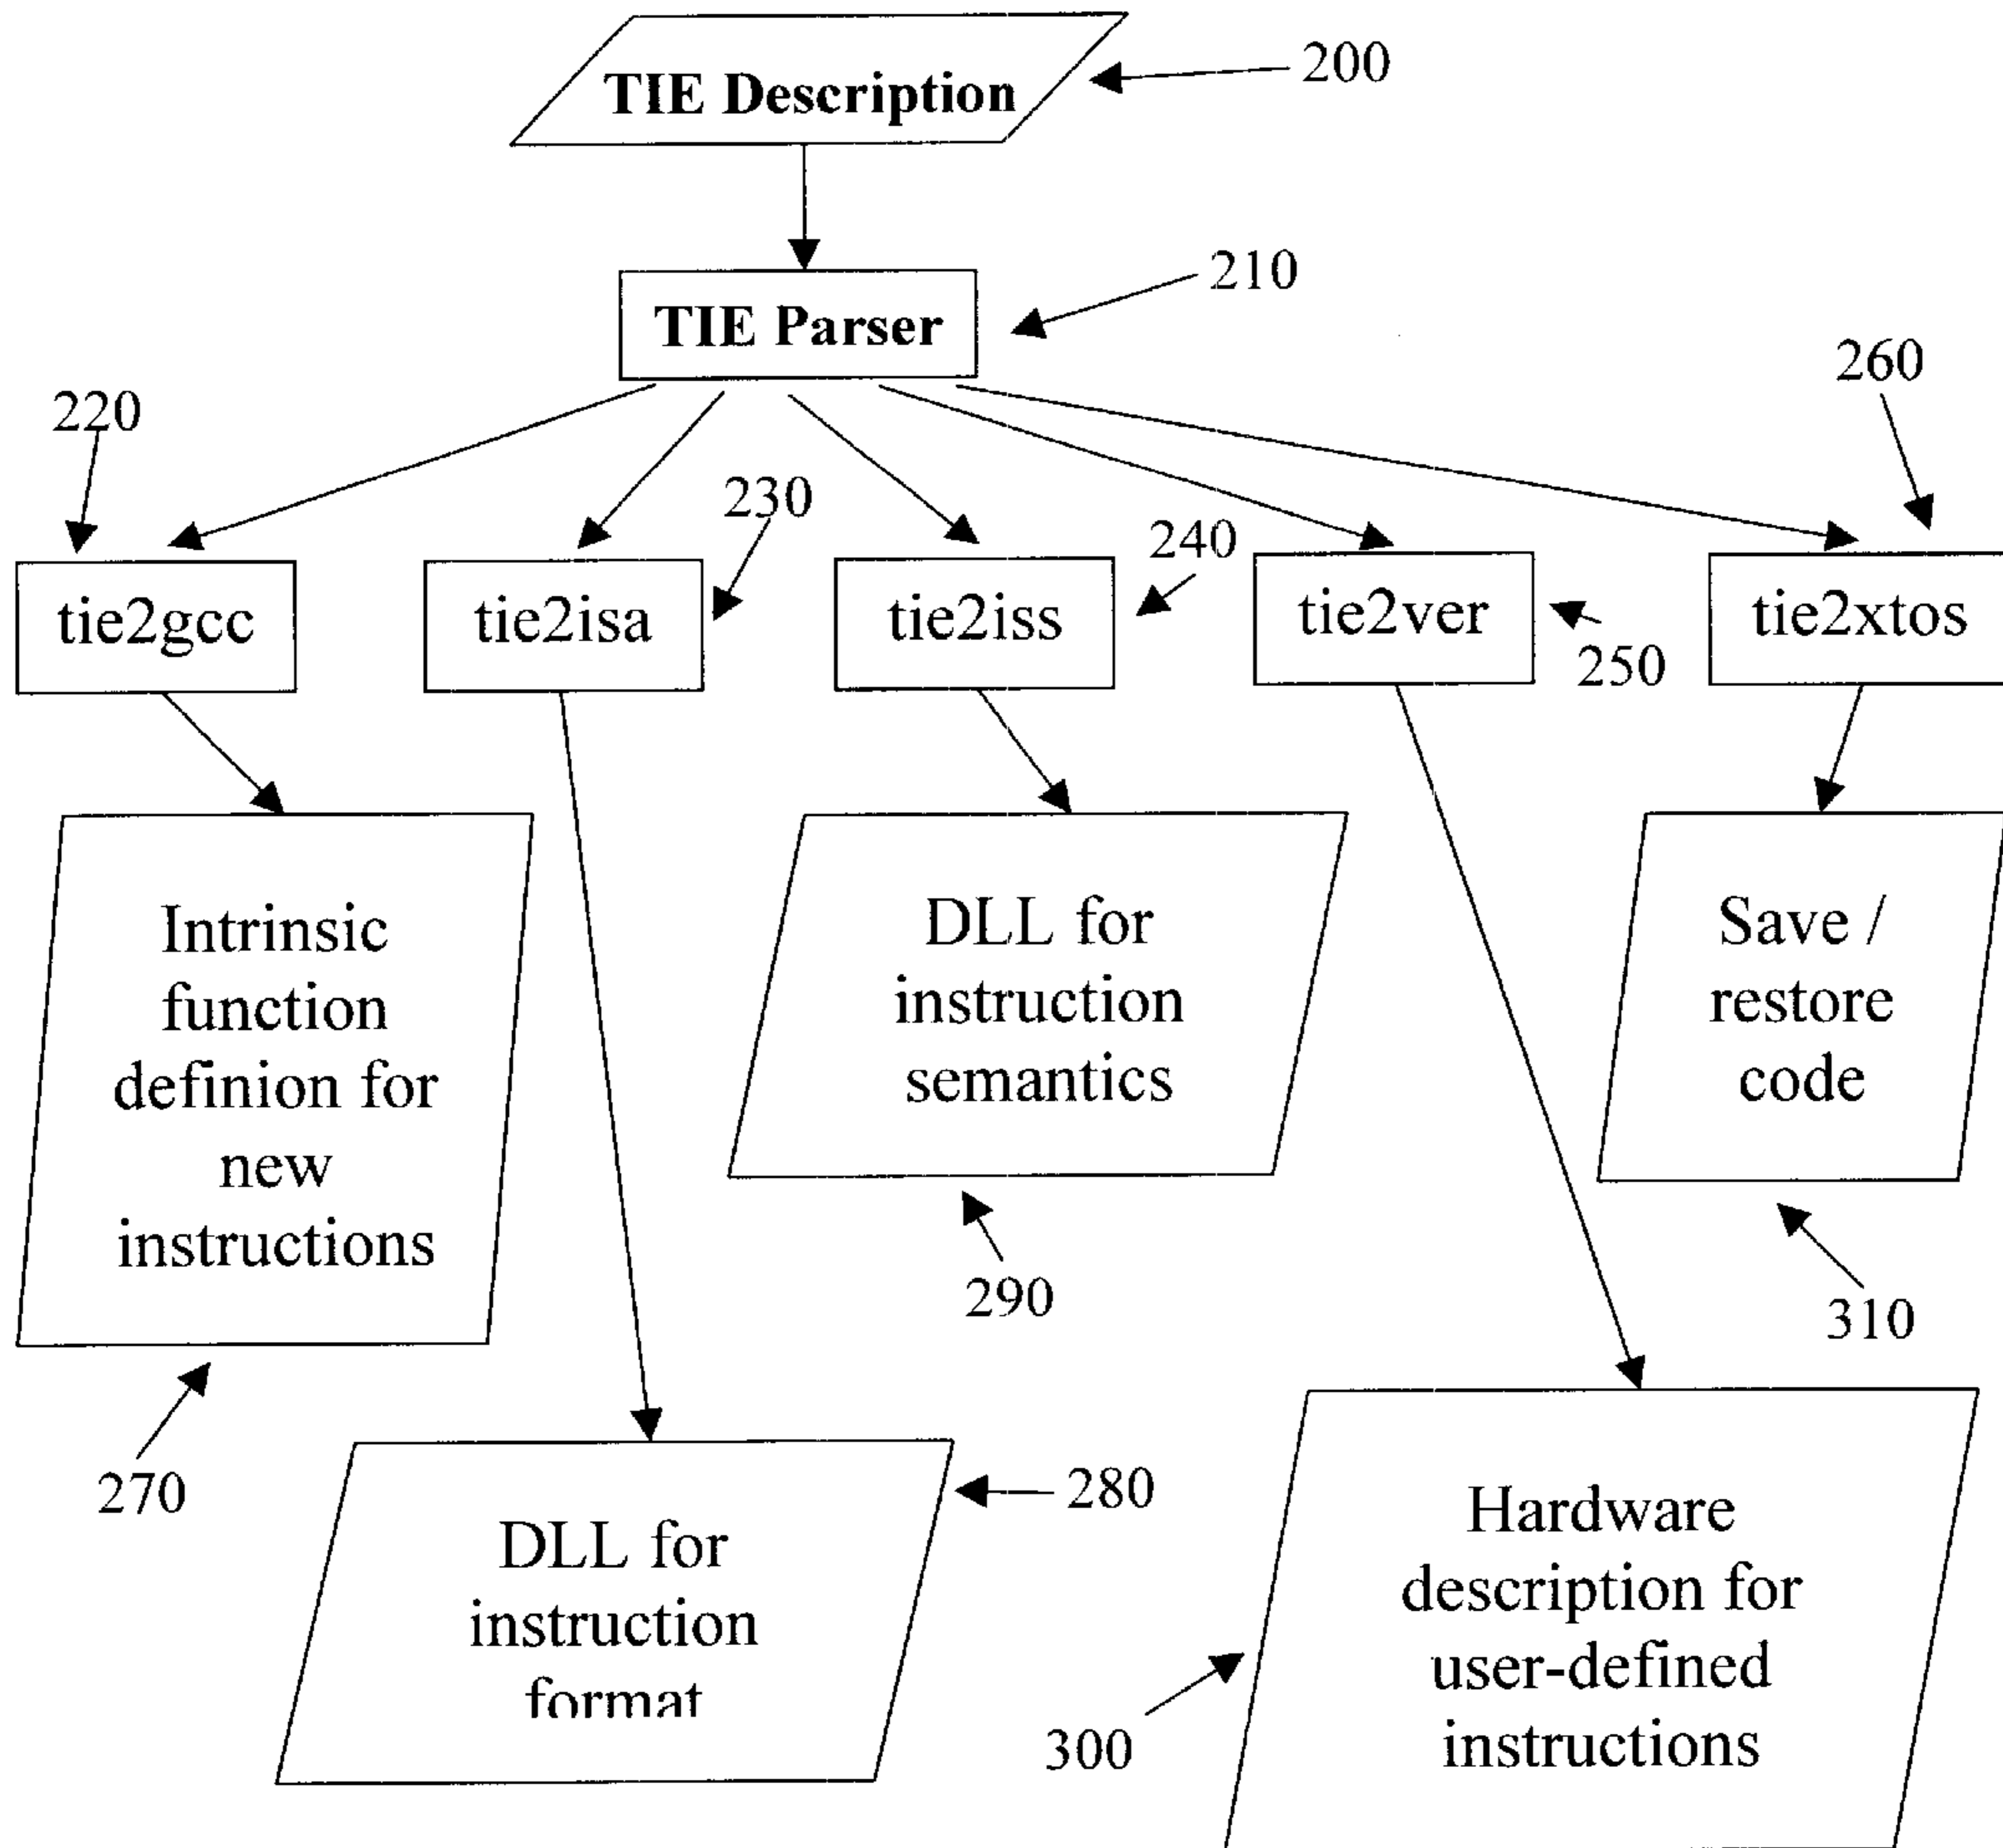 TIE Description
200
TIE Parser
210
220
230
240
250
260
tie2gcc
tie2isa
tie2iss
tie2ver
tie2xtos
Intrinsic
function
definion for
new
instructions
270
DLL for
instruction
semantics
290
Save /
restore
code
310
DLL for
instruction
format
280
Hardware
description for
user-defined
instructions
300